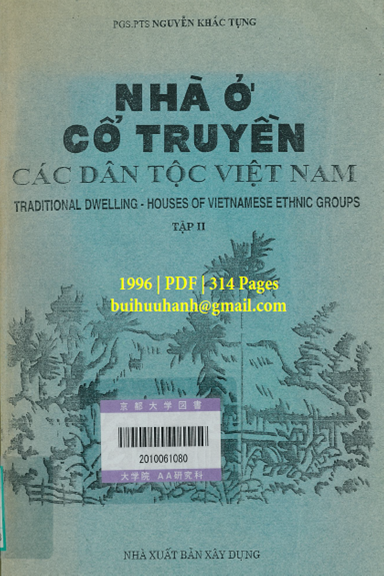 PGS.PTS NGUYỄN KHẮC TỤNG
NHÀ Ở
CỔ TRUYỀN
CÁC DÂN TỘC VIỆT NAM
TRADITIONAL DWELLING - HOUSES OF VIETNAMESE ETHNIC GROUPS
TẬP II
1996 | PDF | 314 Pages
buihuuhanh@gmail.com
京都大学図書
2010061080
大学院 AA研究科
NHÀ XUẤT BẢN XÂY DỰNG